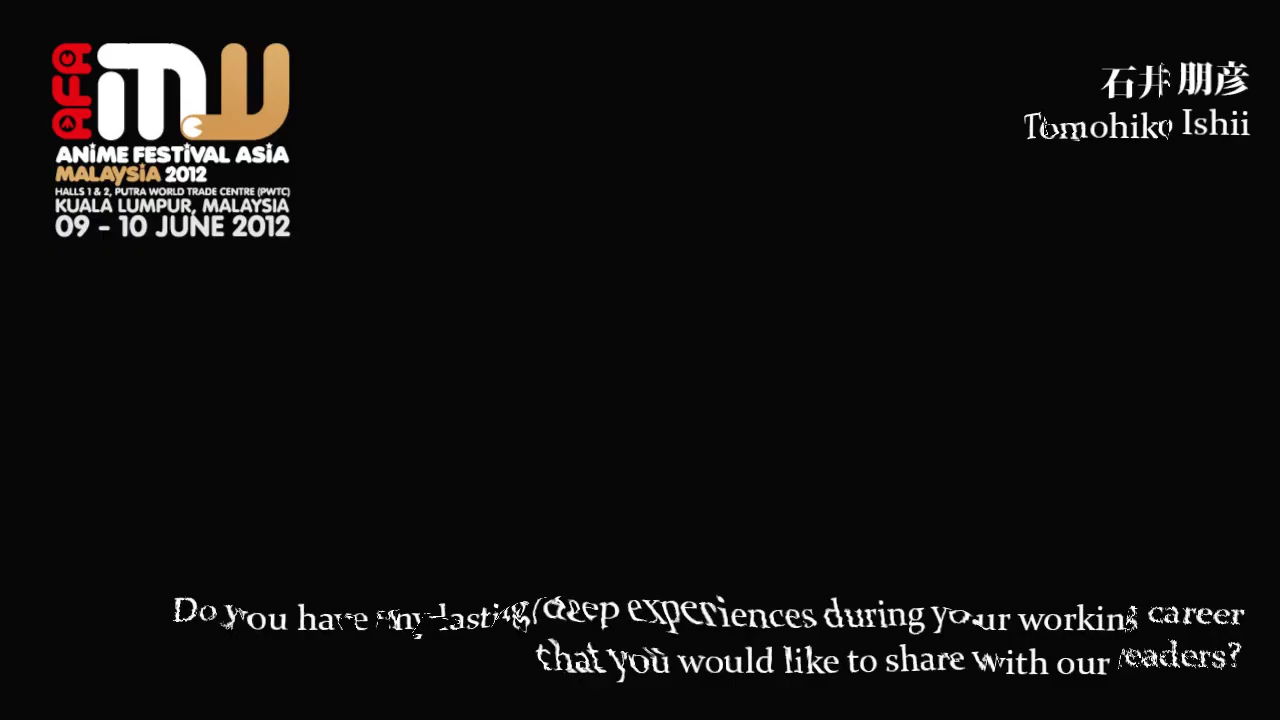 AFA
ANIME FESTIVAL ASIA
MALAYSIA 2012
HALLS 1 & 2, PUTRA WORLD TRADE CENTRE (PWTC)
KUALA LUMPUR, MALAYSIA
09 - 10 JUNE 2012
石井 朋彦
Tomohiko Ishii
Do you have any lasting/deep experiences during your working career
that you would like to share with our readers?